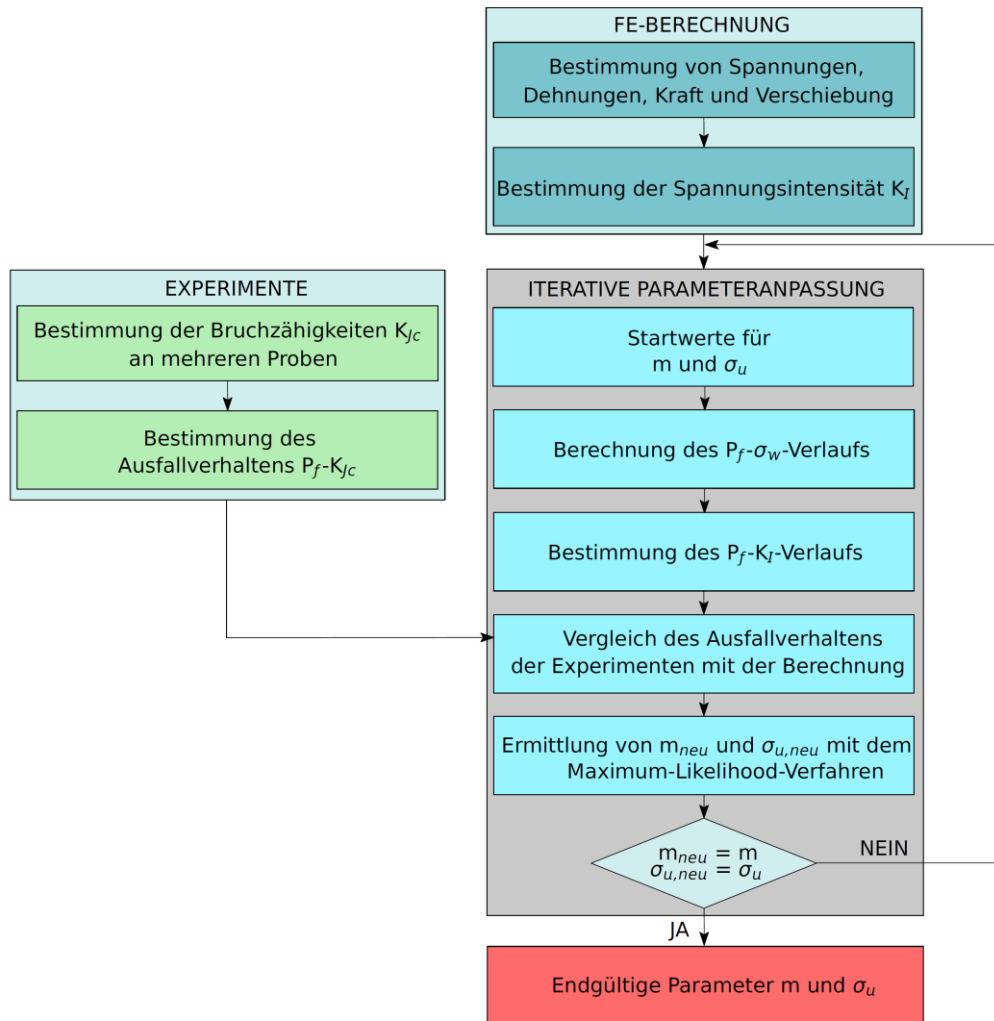 FE-BERECHNUNG
Bestimmung von Spannungen,
Dehnungen, Kraft und Verschiebung
Bestimmung der Spannungsintensität K_I
EXPERIMENTE
Bestimmung der Bruchzähigkeiten K_Jc
an mehreren Proben
Bestimmung des
Ausfallverhaltens P_f-K_Jc
ITERATIVE PARAMETERANPASSUNG
Startwerte für
m und σ_u
Berechnung des P_f-σ_w-Verlaufs
Bestimmung des P_f-K_I-Verlaufs
Vergleich des Ausfallverhaltens
der Experimenten mit der Berechnung
Ermittlung von m_neu und σ_u,neu mit dem
Maximum-Likelihood-Verfahren
m_neu = m
σ_u,neu = σ_u
NEIN
JA
Endgültige Parameter m und σ_u